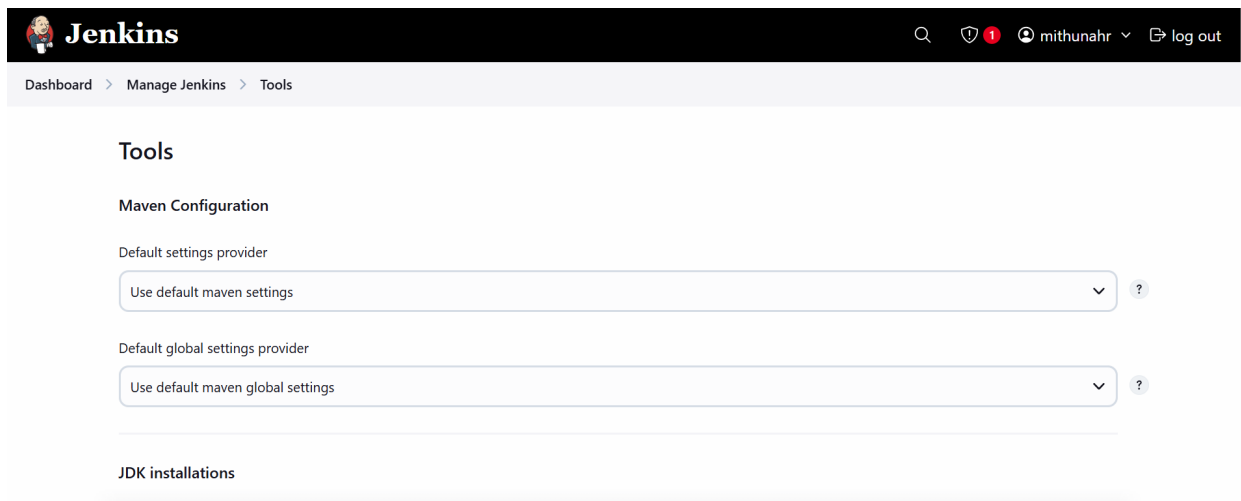 Jenkins
1
mithunahr
log out
Dashboard > Manage Jenkins > Tools
Tools
Maven Configuration
Default settings provider
Use default maven settings
?
Default global settings provider
Use default maven global settings
?
JDK installations